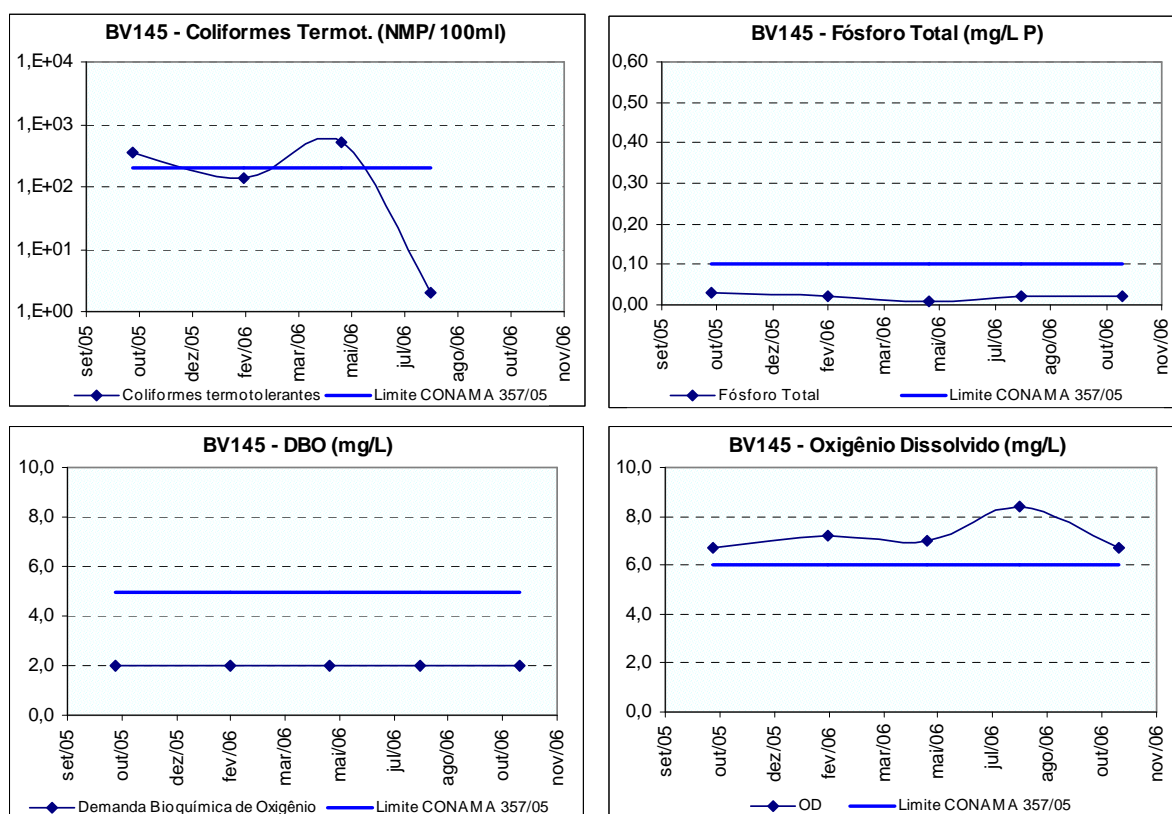 BV145 - Coliformes Termot. (NMP/ 100ml)
1,E+04
1,E+03
1,E+02
1,E+01
1,E+00
set/05
out/05
dez/05
fev/06
mar/06
mai/06
jul/06
ago/06
out/06
nov/06
Coliformes termotolerantes Limite CONAMA 357/05
BV145 - Fósforo Total (mg/L P)
0,60
0,50
0,40
0,30
0,20
0,10
0,00
set/05
out/05
dez/05
fev/06
mar/06
mai/06
jul/06
ago/06
out/06
nov/06
Fósforo Total Limite CONAMA 357/05
BV145 - DBO (mg/L)
10,0
8,0
6,0
4,0
2,0
0,0
set/05
out/05
dez/05
fev/06
mar/06
mai/06
jul/06
ago/06
out/06
nov/06
Demanda Bioquímica de Oxigênio Limite CONAMA 357/05
BV145 - Oxigênio Dissolvido (mg/L)
10,0
8,0
6,0
4,0
2,0
0,0
set/05
out/05
dez/05
fev/06
mar/06
mai/06
jul/06
ago/06
out/06
nov/06
OD Limite CONAMA 357/05